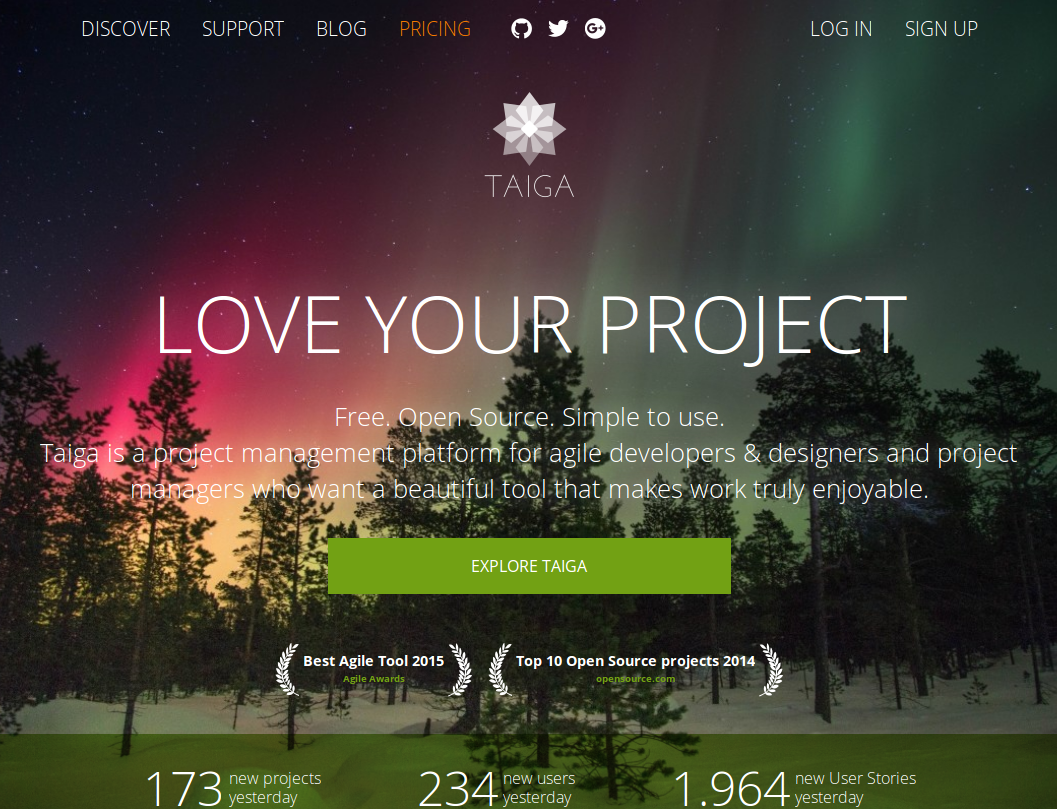 DISCOVER SUPPORT BLOG PRICING LOG IN SIGN UP
TAIGA
LOVE YOUR PROJECT
Free. Open Source. Simple to use.
Taiga is a project management platform for agile developers & designers and project
managers who want a beautiful tool that makes work truly enjoyable.
EXPLORE TAIGA
Best Agile Tool 2015
Agile Awards
Top 10 Open Source projects 2014
opensource.com
173 new projects
yesterday
234 new users
yesterday
1.964 new User Stories
yesterday